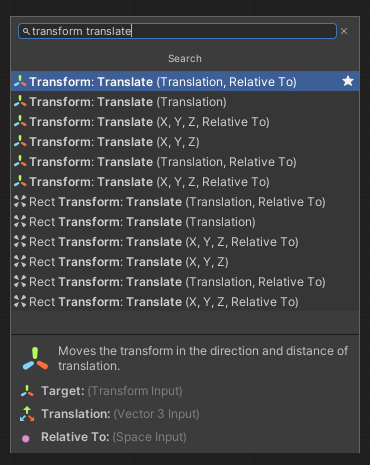 transform translate
Search
Transform: Translate (Translation, Relative To)
Transform: Translate (Translation)
Transform: Translate (X, Y, Z, Relative To)
Transform: Translate (X, Y, Z)
Transform: Translate (Translation, Relative To)
Transform: Translate (X, Y, Z, Relative To)
Rect Transform: Translate (Translation, Relative To)
Rect Transform: Translate (Translation)
Rect Transform: Translate (X, Y, Z, Relative To)
Rect Transform: Translate (X, Y, Z)
Rect Transform: Translate (Translation, Relative To)
Rect Transform: Translate (X, Y, Z, Relative To)
Moves the transform in the direction and distance of
translation.
Target: (Transform Input)
Translation: (Vector 3 Input)
Relative To: (Space Input)